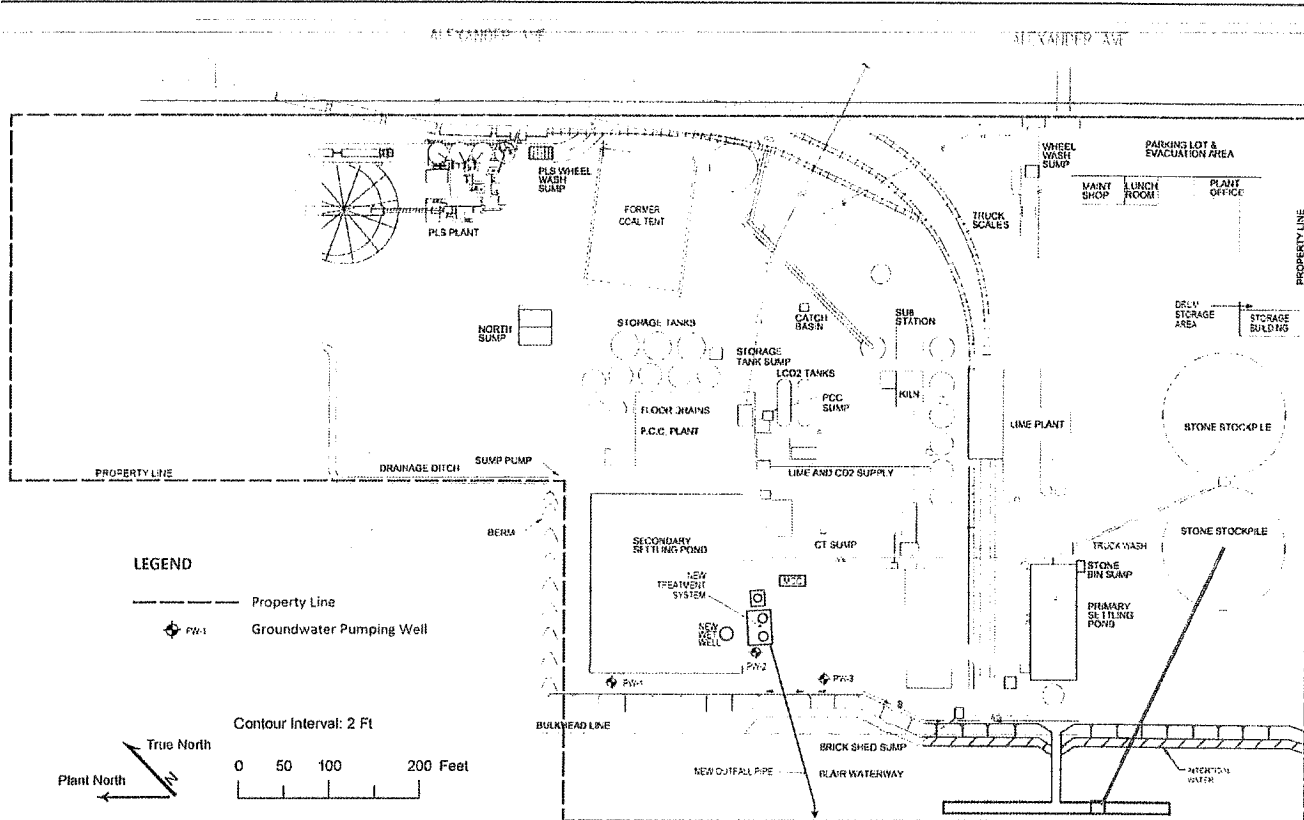 ALEXANDER AVE
ALEXANDER AVE
WHEEL
WASH
SUMP
PARKING LOT &
EVACUATION AREA
PLS WHEEL
WASH
SUMP
MAINT
SHOP
LUNCH
ROOM
PLANT
OFFICE
FORMER
COAL TENT
TRUCK
SCALES
PLS PLANT
PROPERTY LINE
DRUM
STORAGE
AREA
STORAGE
BUILDING
NORTH
SUMP
STORAGE TANKS
CATCH
BASIN
SUB
STATION
STORAGE
TANK SUMP
LCO2 TANKS
PCC
SUMP
KILN
FLOOR DRAINS
P.C.C. PLANT
LIME PLANT
STONE STOCKPILE
PROPERTY LINE
DRAINAGE DITCH
SUMP PUMP
LIME AND CO2 SUPPLY
BERM
SECONDARY
SETTLING POND
CT SUMP
TRUCK WASH
STONE STOCKPILE
STONE
BIN SUMP
NEW
TREATMENT
SYSTEM
MCC
PRIMARY
SETTLING
POND
NEW
WET
WELL
PW-2
PW-1
PW-3
BULKHEAD LINE
BRICK SHED SUMP
NEW OUTFALL PIPE
BLAIR WATERWAY
WATER
LEGEND
Property Line
PW-1
Groundwater Pumping Well
Contour Interval: 2 Ft
True North
Plant North
N
0 50 100 200 Feet